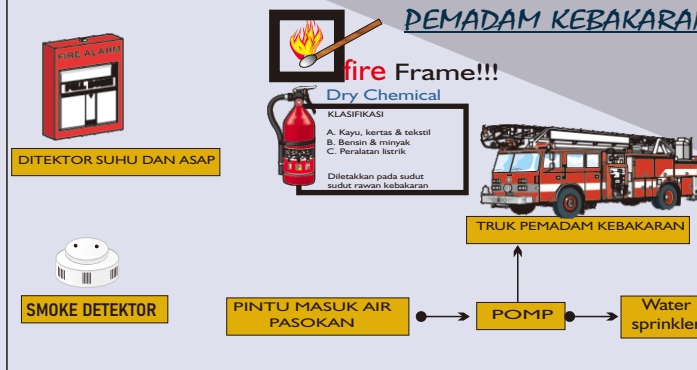 PEMADAM KEBAKARAN
FIRE ALARM
fire Frame!!!
Dry Chemical
KLASIFIKASI
A. Kayu, kertas & tekstil
B. Bensin & minyak
C. Peralatan listrik
Diletakkan pada sudut
sudut rawan kebakaran
DITEKTOR SUHU DAN ASAP
TRUK PEMADAM KEBAKARAN
SMOKE DETEKTOR
PINTU MASUK AIR
PASOKAN
POMP
Water
sprinkler